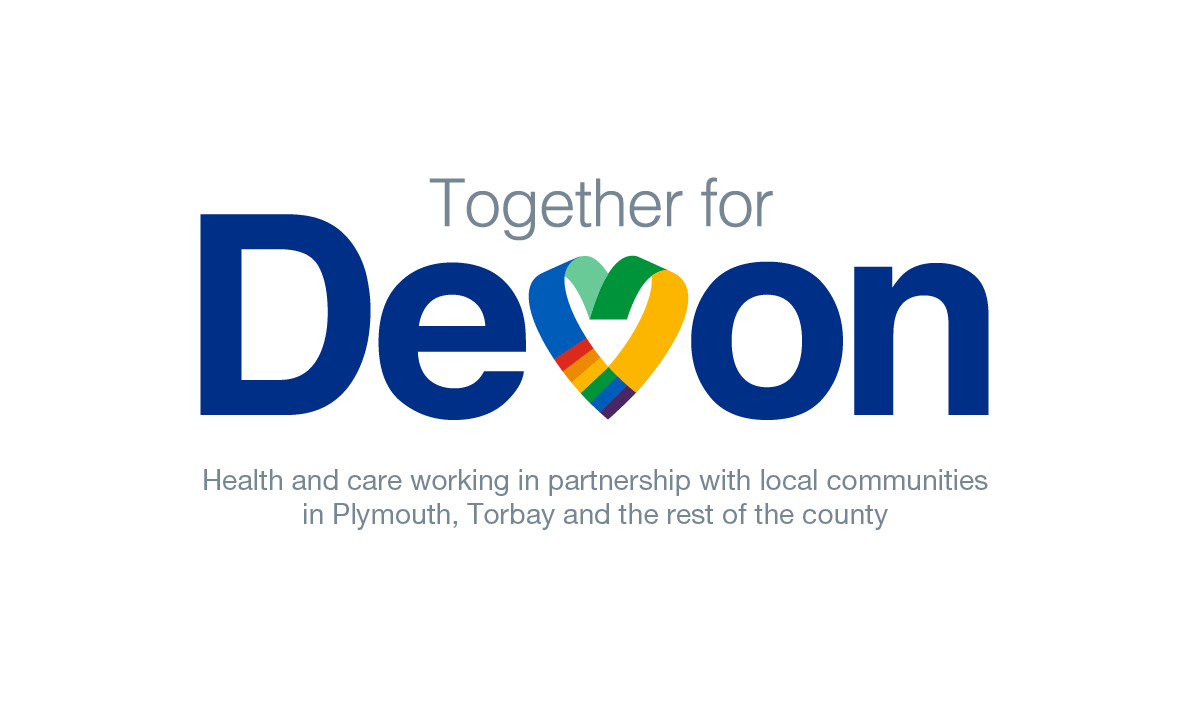 Together for
Devon
Health and care working in partnership with local communities
in Plymouth, Torbay and the rest of the county